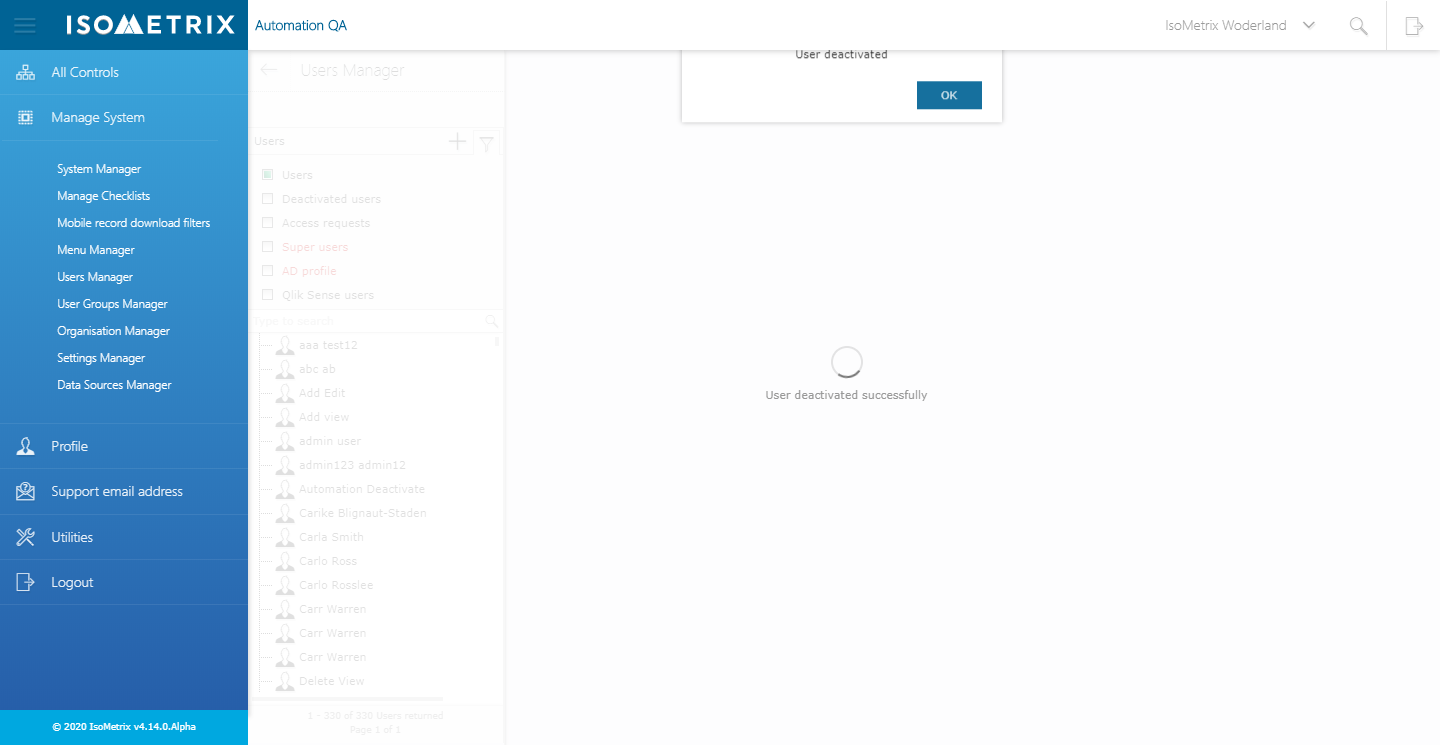 ISOMETRIX
Automation QA
IsoMetrix Woderland
All Controls
Manage System
System Manager
Manage Checklists
Mobile record download filters
Menu Manager
Users Manager
User Groups Manager
Organisation Manager
Settings Manager
Data Sources Manager
Profile
Support email address
Utilities
Logout
© 2020 IsoMetrix v4.14.0.Alpha
Users Manager
Users
Users
Deactivated users
Access requests
Super users
AD profile
Qlik Sense users
Type to search
aaa test12
abc ab
Add Edit
Add view
admin user
admin123 admin12
Automation Deactivate
Carike Blignaut-Staden
Carla Smith
Carlo Ross
Carlo Rosslee
Carr Warren
Carr Warren
Carr Warren
Delete View
1 - 330 of 330 Users returned
Page 1 of 1
User deactivated
OK
User deactivated successfully